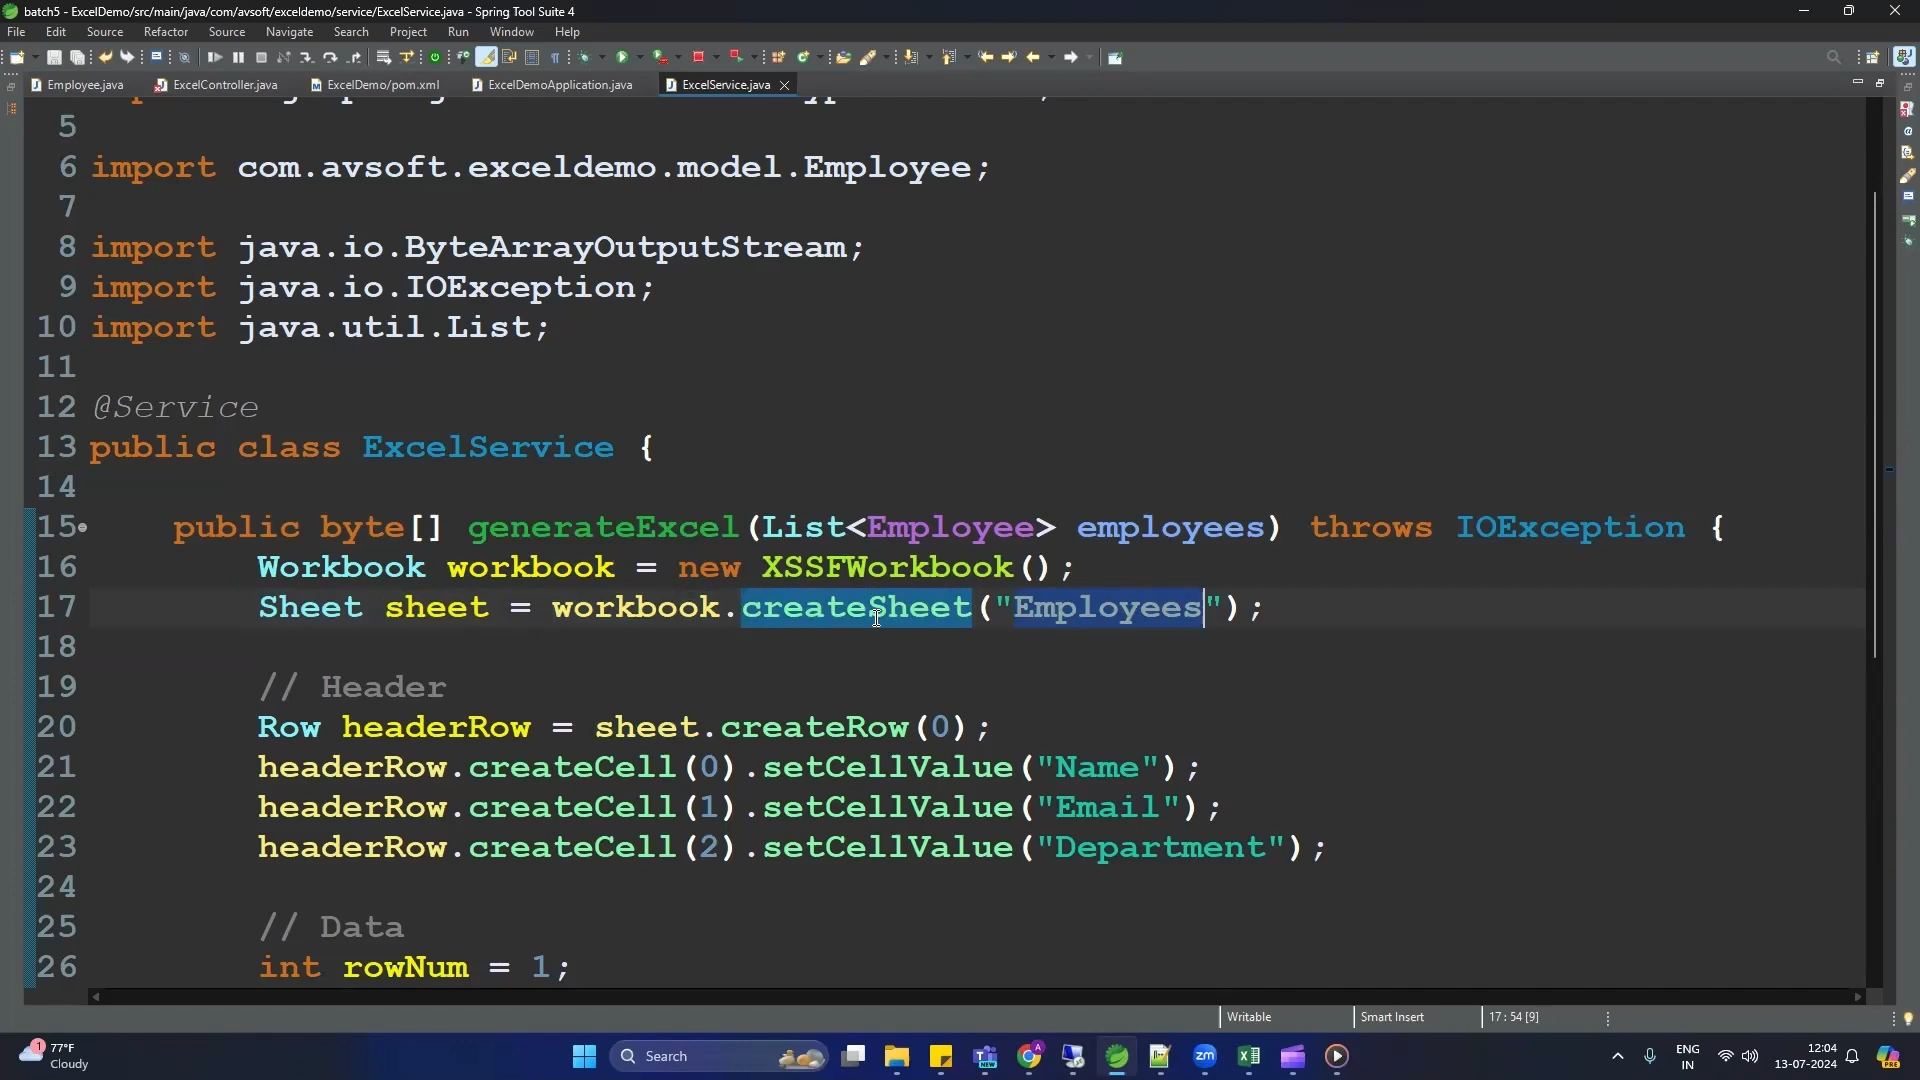 batch5 - ExcelDemo/src/main/java/com/avsoft/exceldemo/service/ExcelService.java - Spring Tool Suite 4
File Edit Source Refactor Source Navigate Search Project Run Window Help
Employee.java ExcelController.java ExcelDemo/pom.xml ExcelDemoApplication.java ExcelService.java
5
6 import com.avsoft.exceldemo.model.Employee;
7
8 import java.io.ByteArrayOutputStream;
9 import java.io.IOException;
10 import java.util.List;
11
12 @Service
13 public class ExcelService {
14
15 public byte[] generateExcel(List<Employee> employees) throws IOException {
16 Workbook workbook = new XSSFWorkbook();
17 Sheet sheet = workbook.createSheet("Employees");
18
19 // Header
20 Row headerRow = sheet.createRow(0);
21 headerRow.createCell(0).setCellValue("Name");
22 headerRow.createCell(1).setCellValue("Email");
23 headerRow.createCell(2).setCellValue("Department");
24
25 // Data
26 int rowNum = 1;
Writable Smart Insert 17 : 54 [9]
1 77°F
Cloudy
Search
NEW
A
zm
ENG
IN
12:04
13-07-2024
PRE